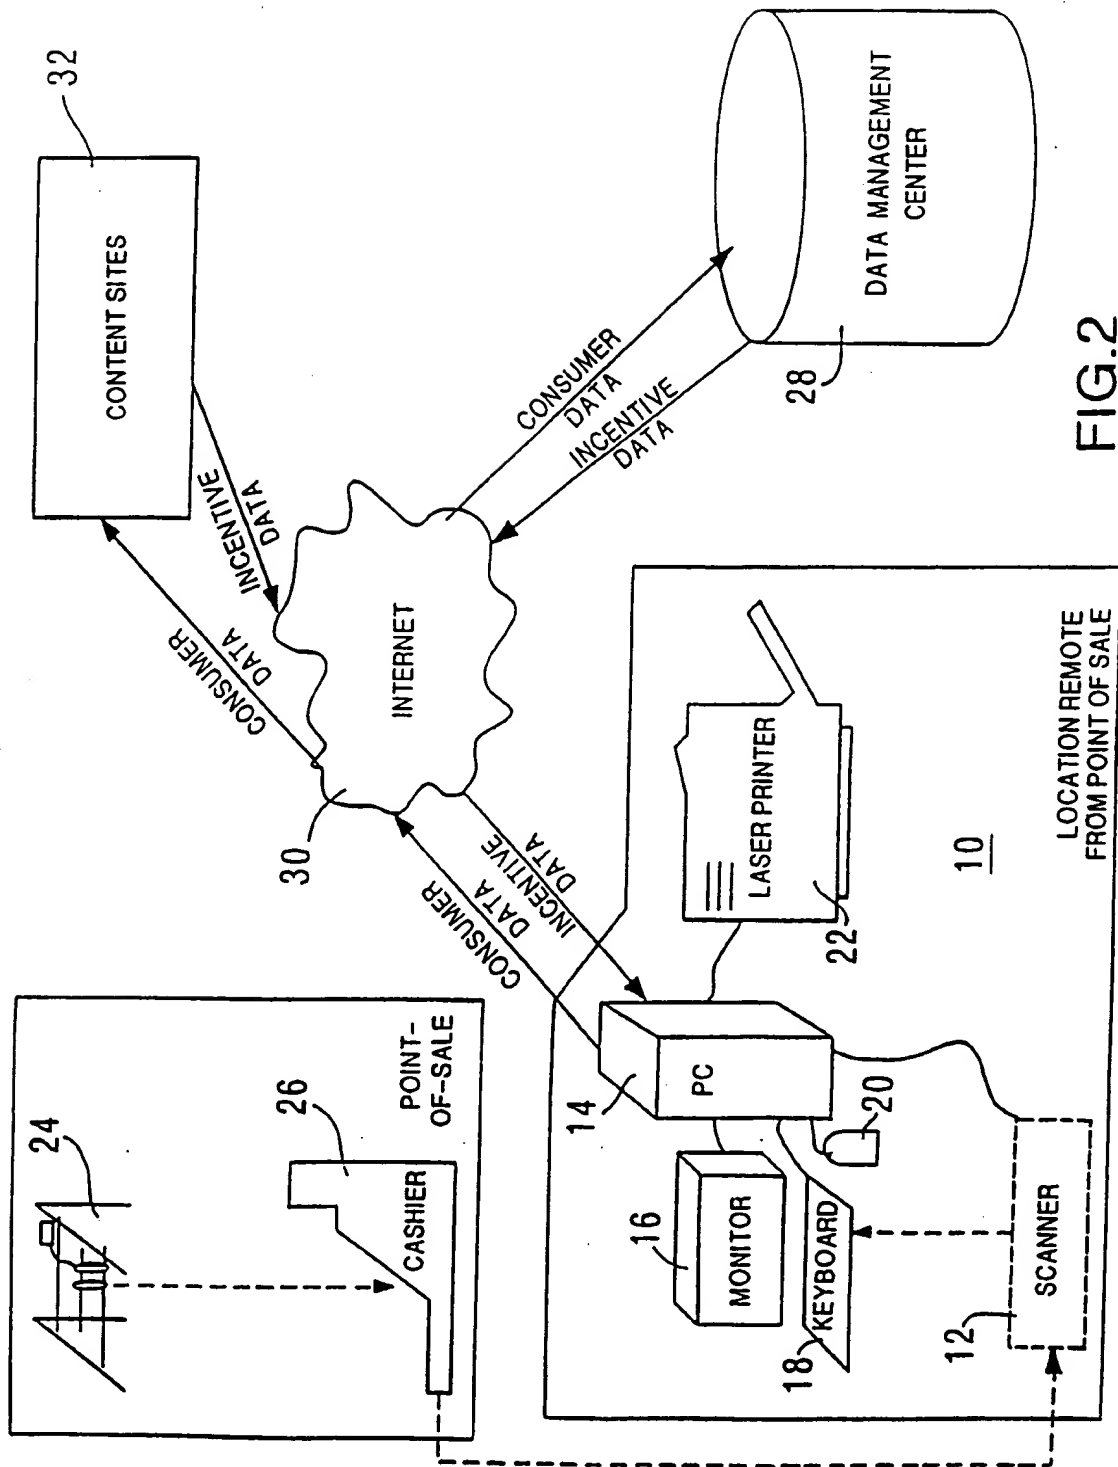 24
26
CASHIER
POINT-
OF-SALE
CONTENT SITES
32
CONSUMER
DATA
INCENTIVE
DATA
30
INTERNET
CONSUMER
DATA
INCENTIVE
DATA
CONSUMER
DATA
INCENTIVE
DATA
DATA MANAGEMENT
CENTER
28
14
PC
16
MONITOR
18
KEYBOARD
20
12
SCANNER
LASER PRINTER
22
10
LOCATION REMOTE
FROM POINT OF SALE
FIG.2